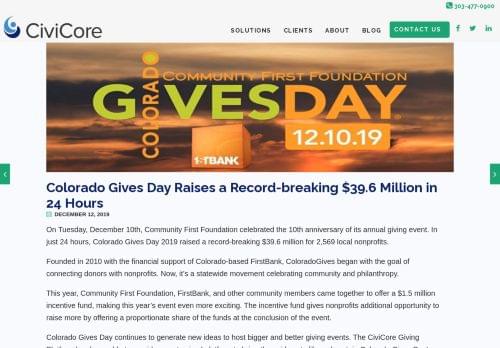 303-477-0900
CiviCore
SOLUTIONS CLIENTS ABOUT BLOG CONTACT US
COMMUNITY FIRST FOUNDATION
COLORADO
GIVESDAY
1STBANK
12.10.19
Colorado Gives Day Raises a Record-breaking $39.6 Million in
24 Hours
DECEMBER 12, 2019
On Tuesday, December 10th, Community First Foundation celebrated the 10th anniversary of its annual giving event. In
just 24 hours, Colorado Gives Day 2019 raised a record-breaking $39.6 million for 2,569 local nonprofits.
Founded in 2010 with the financial support of Colorado-based FirstBank, ColoradoGives began with the goal of
connecting donors with nonprofits. Now, it's a statewide movement celebrating community and philanthropy.
This year, Community First Foundation, FirstBank, and other community members came together to offer a $1.5 million
incentive fund, making this year's event even more exciting. The incentive fund gives nonprofits additional opportunity to
raise more by offering a proportionate share of the funds at the conclusion of the event.
Colorado Gives Day continues to generate new ideas to host bigger and better giving events. The CiviCore Giving